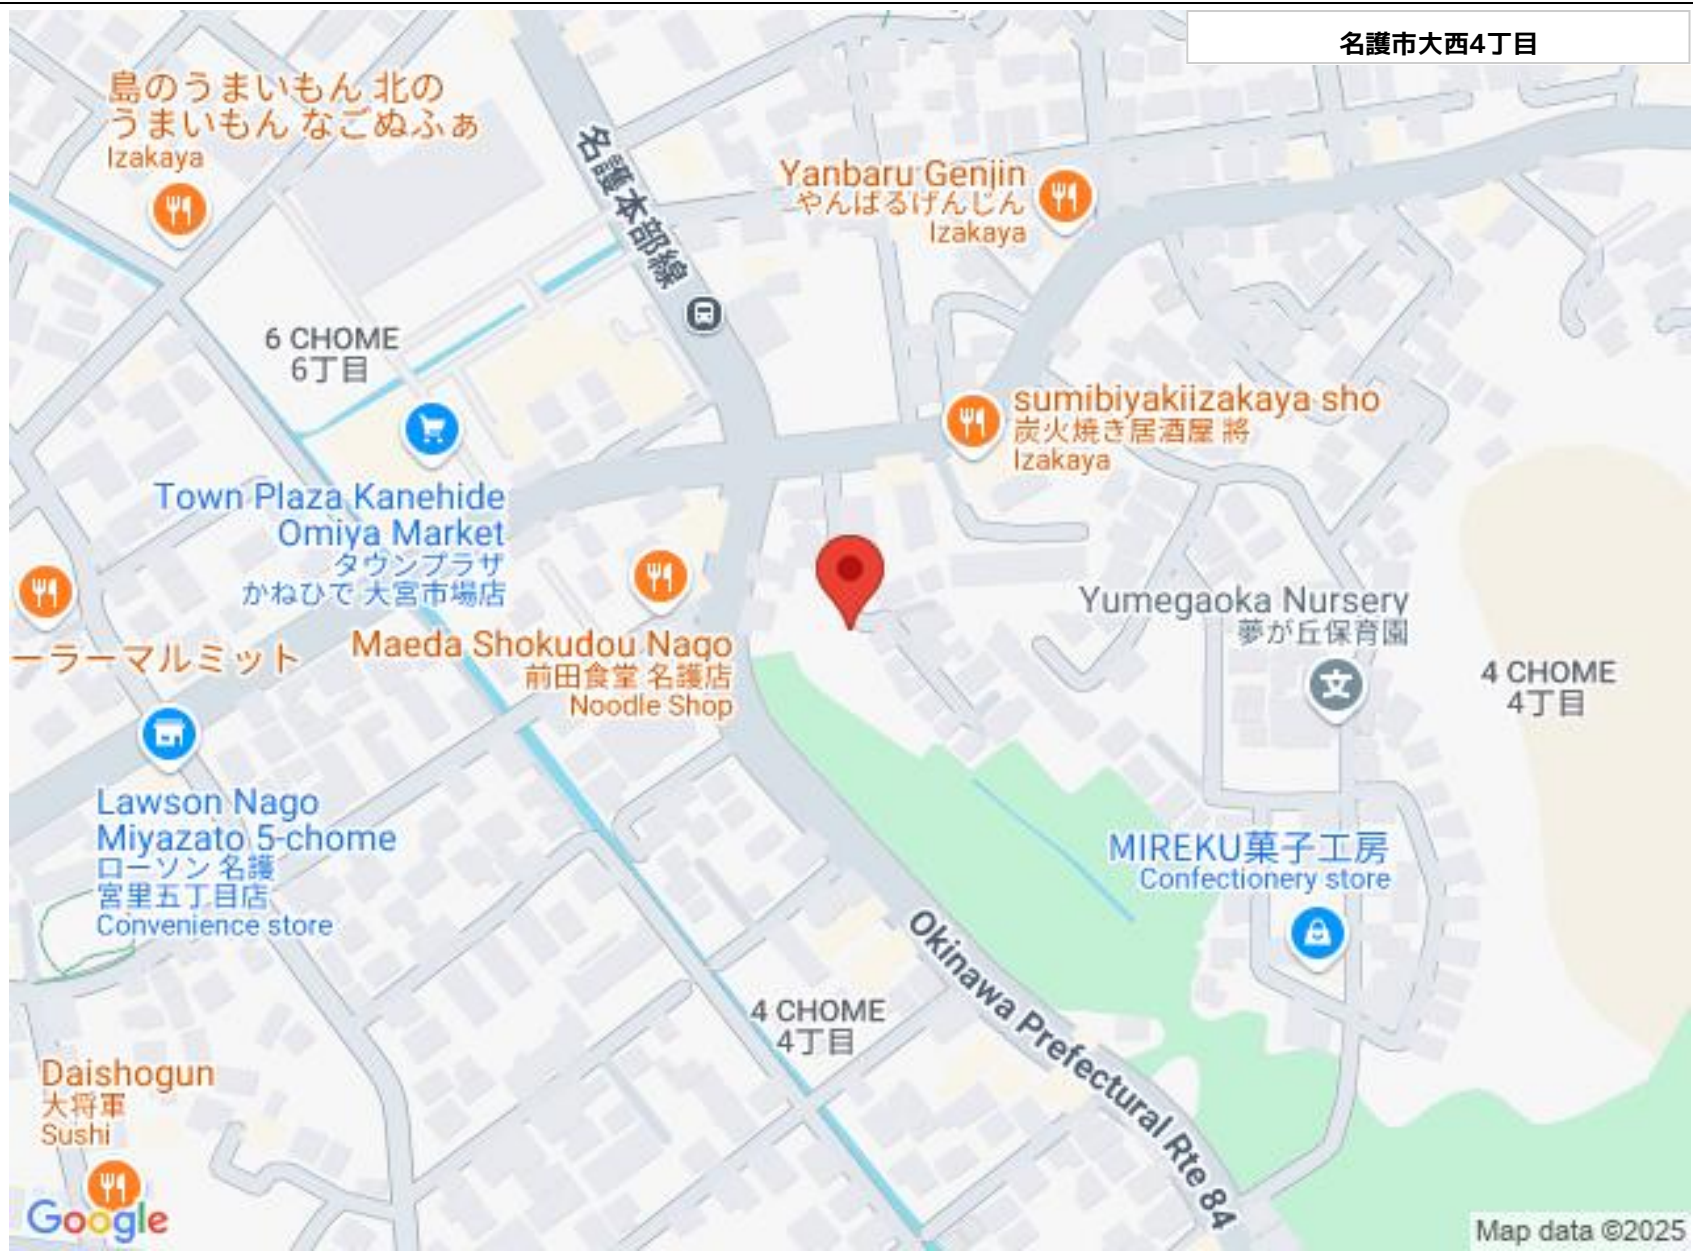 名護市大西4丁目
島のうまいもん 北の
うまいもん なごぬふぁ
Izakaya
名護本部線
Yanbaru Genjin
やんばるげんじん
Izakaya
6 CHOME
6丁目
sumibiyakiizakaya sho
炭火焼き居酒屋 將
Izakaya
Town Plaza Kanehide
Omiya Market
タウンプラザ
かねひで 大宮市場店
Yumegaoka Nursery
夢が丘保育園
ーラーマルミット
Maeda Shokudou Nago
前田食堂 名護店
Noodle Shop
4 CHOME
4丁目
Lawson Nago
Miyazato 5-chome
ローソン 名護
宮里五丁目店
Convenience store
MIREKU菓子工房
Confectionery store
Okinawa Prefectural Rte 84
4 CHOME
4丁目
Daishogun
大将軍
Sushi
Google
Map data ©2025